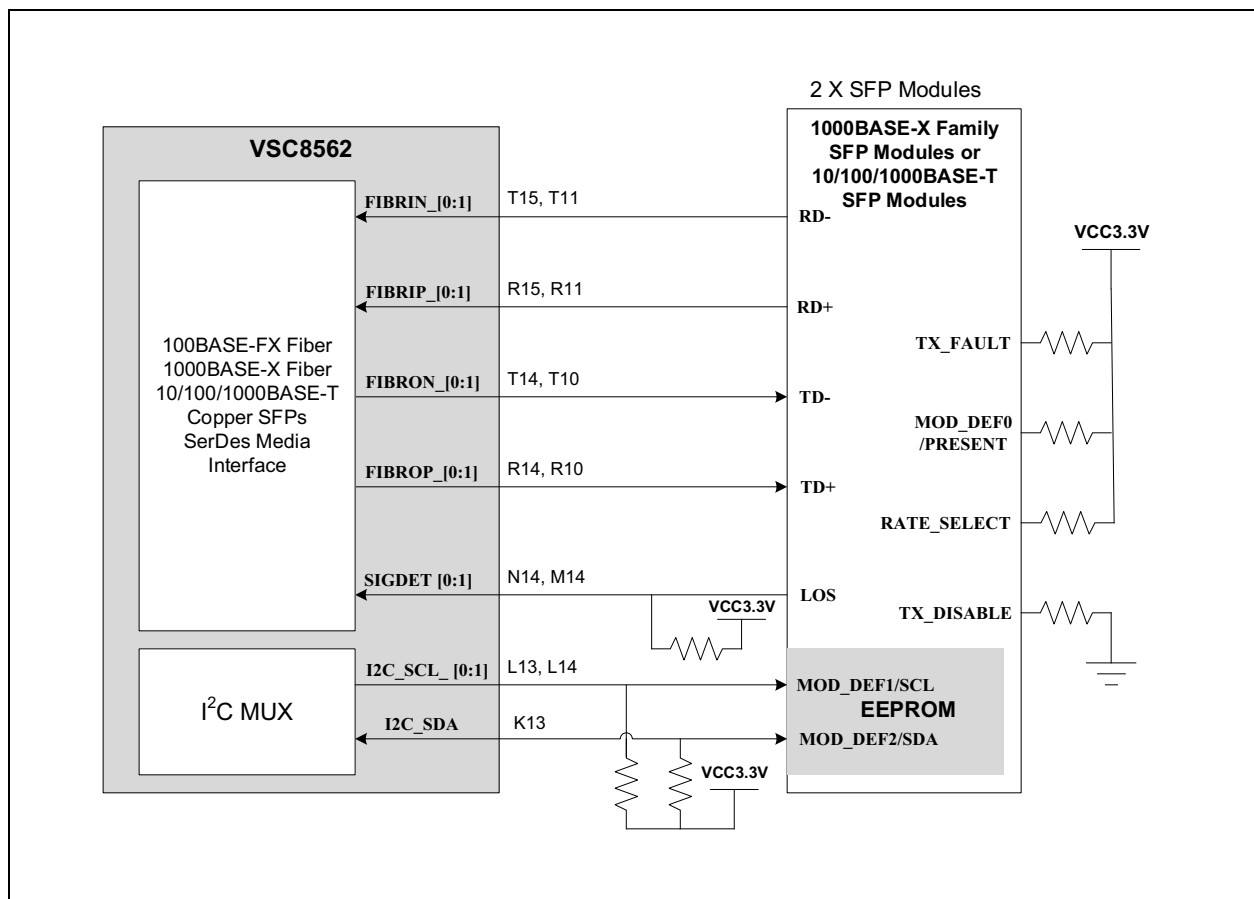 2 X SFP Modules
VSC8562
1000BASE-X Family
SFP Modules or
10/100/1000BASE-T
SFP Modules
FIBRIN_[0:1]
T15, T11
RD-
VCC3.3V
FIBRIP_[0:1]
R15, R11
RD+
100BASE-FX Fiber
1000BASE-X Fiber
10/100/1000BASE-T
Copper SFPs
SerDes Media
Interface
TX_FAULT
FIBRON_[0:1]
T14, T10
TD-
MOD_DEF0
/PRESENT
FIBROP_[0:1]
R14, R10
TD+
RATE_SELECT
SIGDET [0:1]
N14, M14
LOS
VCC3.3V
TX_DISABLE
I2C_SCL_ [0:1]
L13, L14
MOD_DEF1/SCL
I²C MUX
EEPROM
I2C_SDA
K13
MOD_DEF2/SDA
VCC3.3V